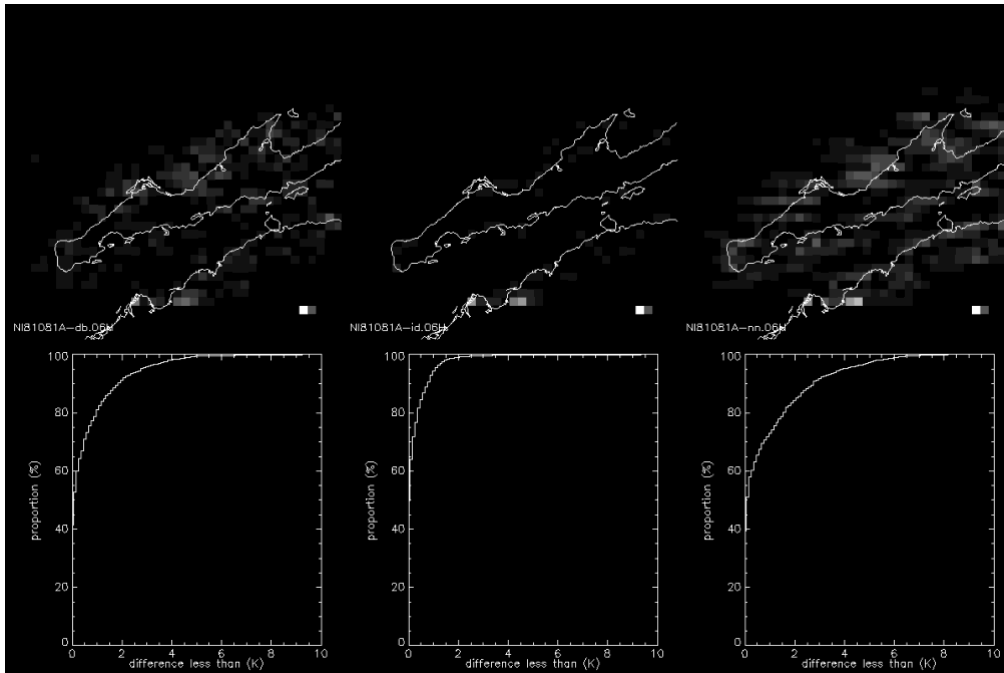 NI81081A-db.06H NI81081A-id.06H NI81081A-nn.06H
100 100 100
80 80 80
60 60 60
40 40 40
20 20 20
0 0 0
proportion (%) proportion (%) proportion (%)
0 2 4 6 8 10 0 2 4 6 8 10 0 2 4 6 8 10
difference less than (K) difference less than (K) difference less than (K)